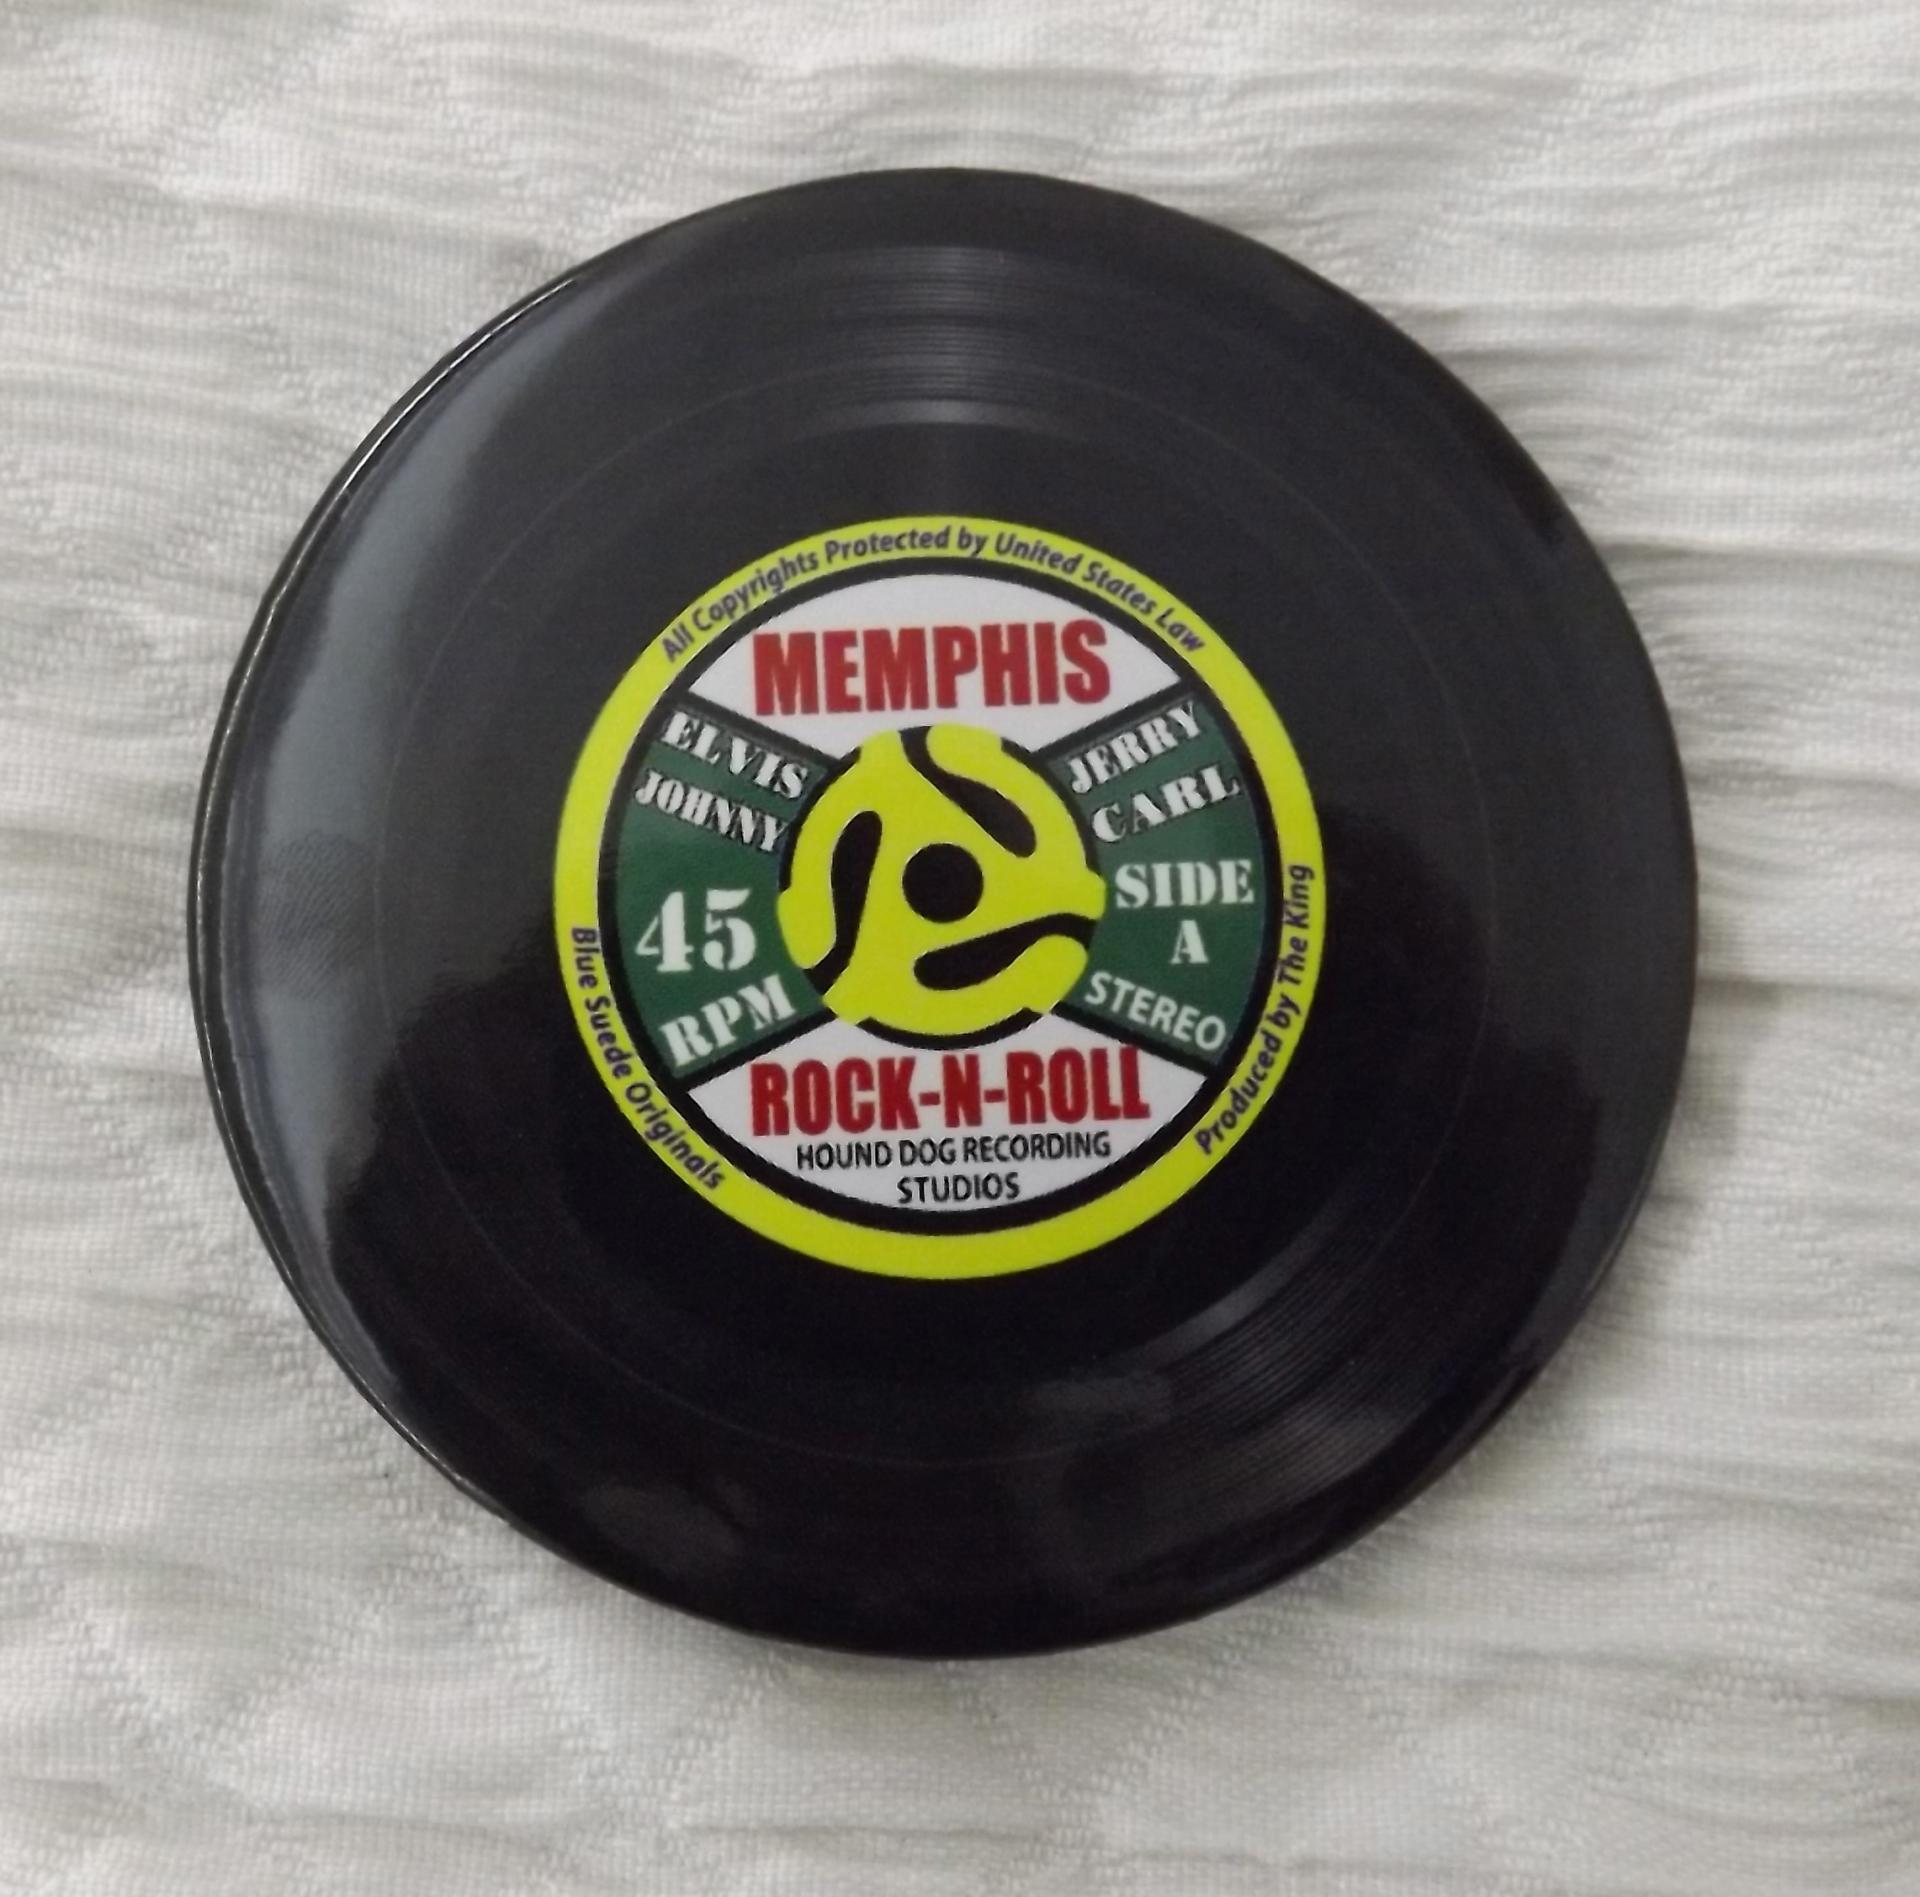 All Copyrights Protected by United States Law
MEMPHIS
ELVIS
JOHNNY
45
RPM
JERRY
CARL
SIDE
A
STEREO
ROCK-N-ROLL
HOUND DOG RECORDING
STUDIOS
Blue Suede Originals
Produced by The King